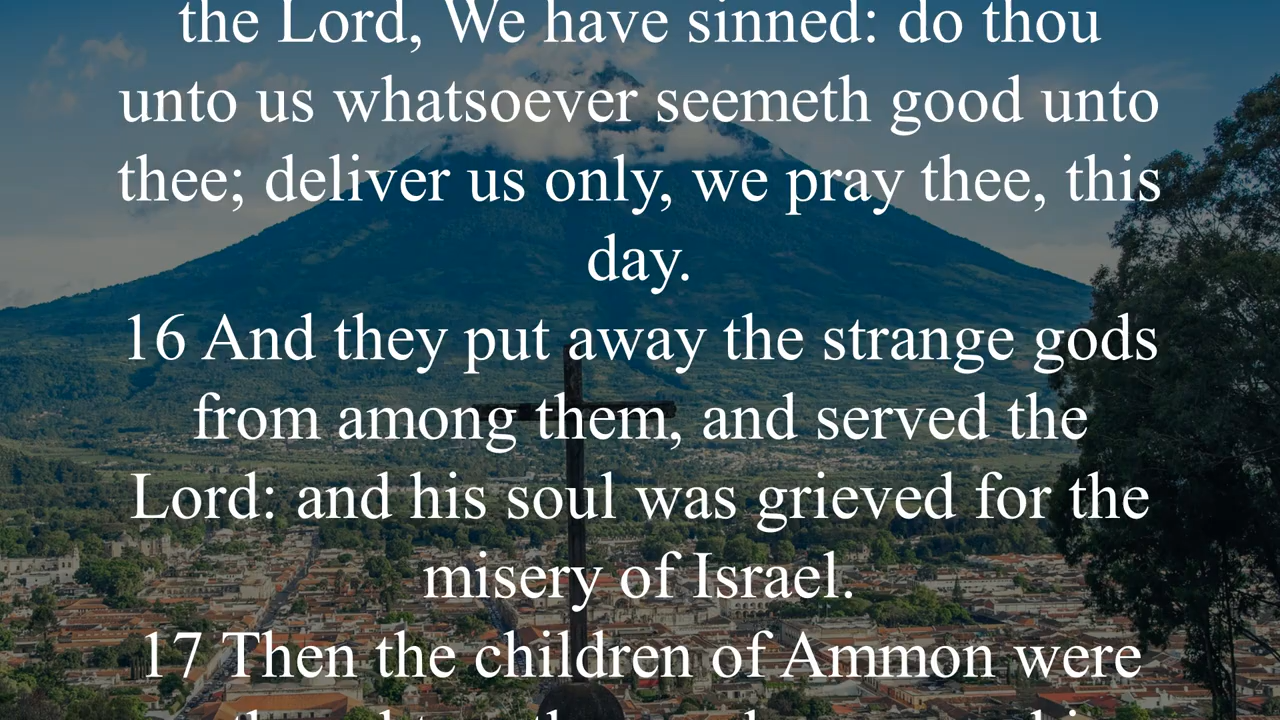 the Lord, We have sinned: do thou
unto us whatsoever seemeth good unto
thee; deliver us only, we pray thee, this
day.
16 And they put away the strange gods
from among them, and served the
Lord: and his soul was grieved for the
misery of Israel.
17 Then the children of Ammon were